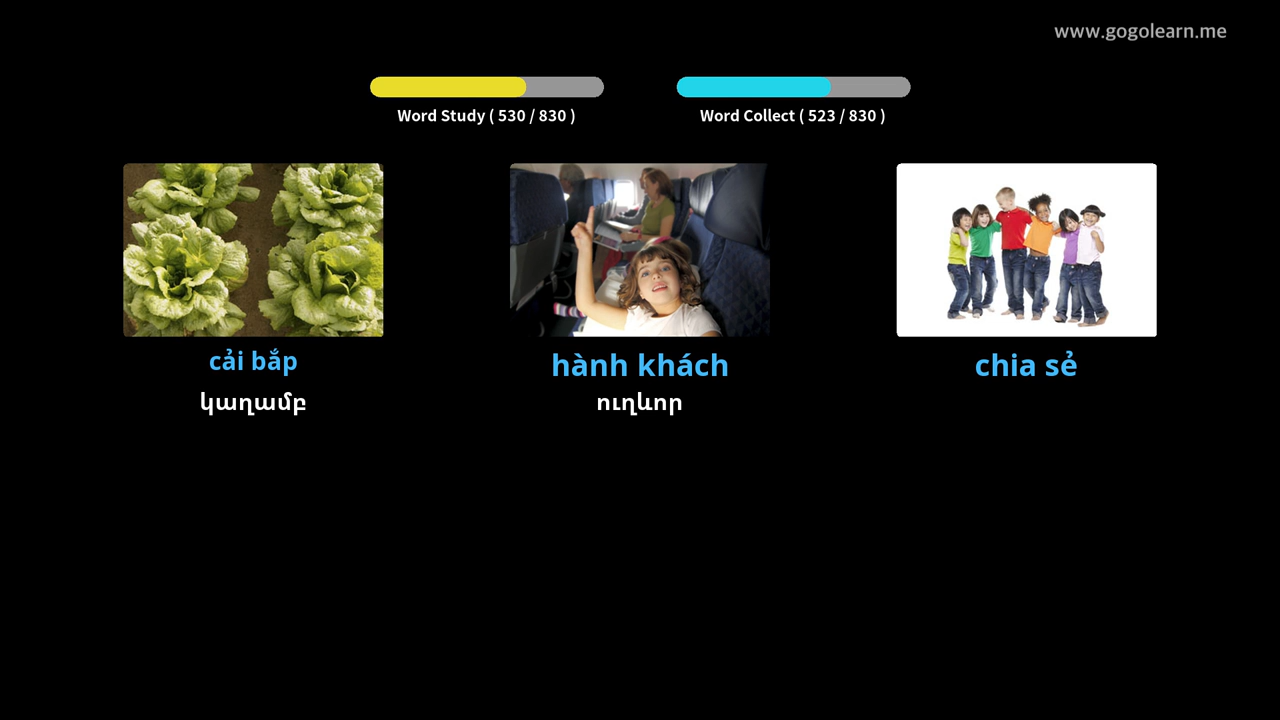 www.gogolearn.me
Word Study ( 530 / 830 )
Word Collect ( 523 / 830 )
cải bắp
hành khách
chia sẻ
կաղամբ
ուղևոր